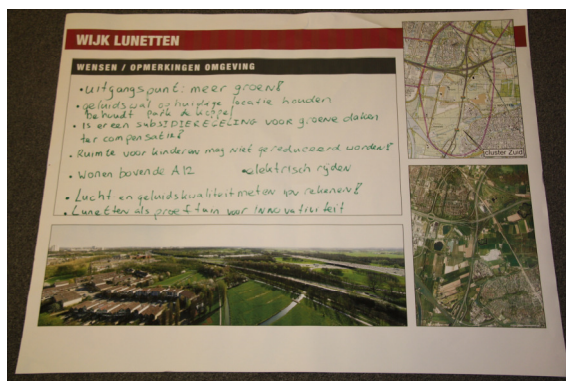 WIJK LUNETTEN
WENSEN / OPMERKINGEN OMGEVING
• Uitgangspunt: meer groen!
• geluidswal op huidige locatie houden
behoudt Park de Koppel
• Is er een SUBSIDIEREGELING VOOR groene daken
ter compensatie?
• Ruimte voor kinderen mag niet gereduceerd worden!
• Wonen boven de A12 • elektrisch rijden
• Lucht en geluidskwaliteit meten ipv rekenen!
• Lunetten als proeftuin voor INNovativiteit
cluster Zuid